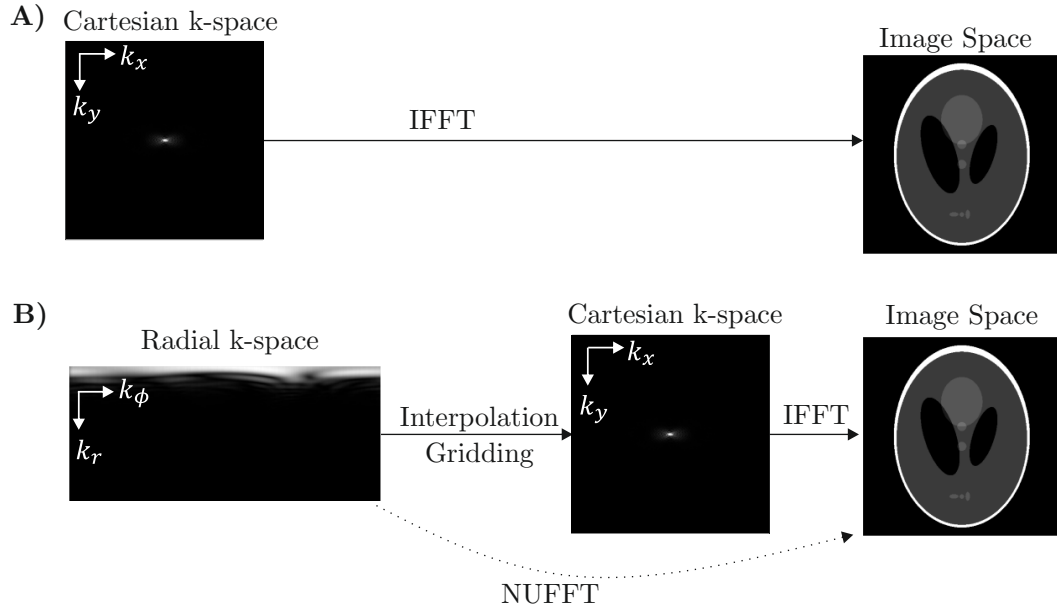 A)
Cartesian k-space
Image Space
k_x
k_y
IFFT
B)
Cartesian k-space
Image Space
Radial k-space
k_x
k_ϕ
k_y
Interpolation
IFFT
k_r
Gridding
NUFFT